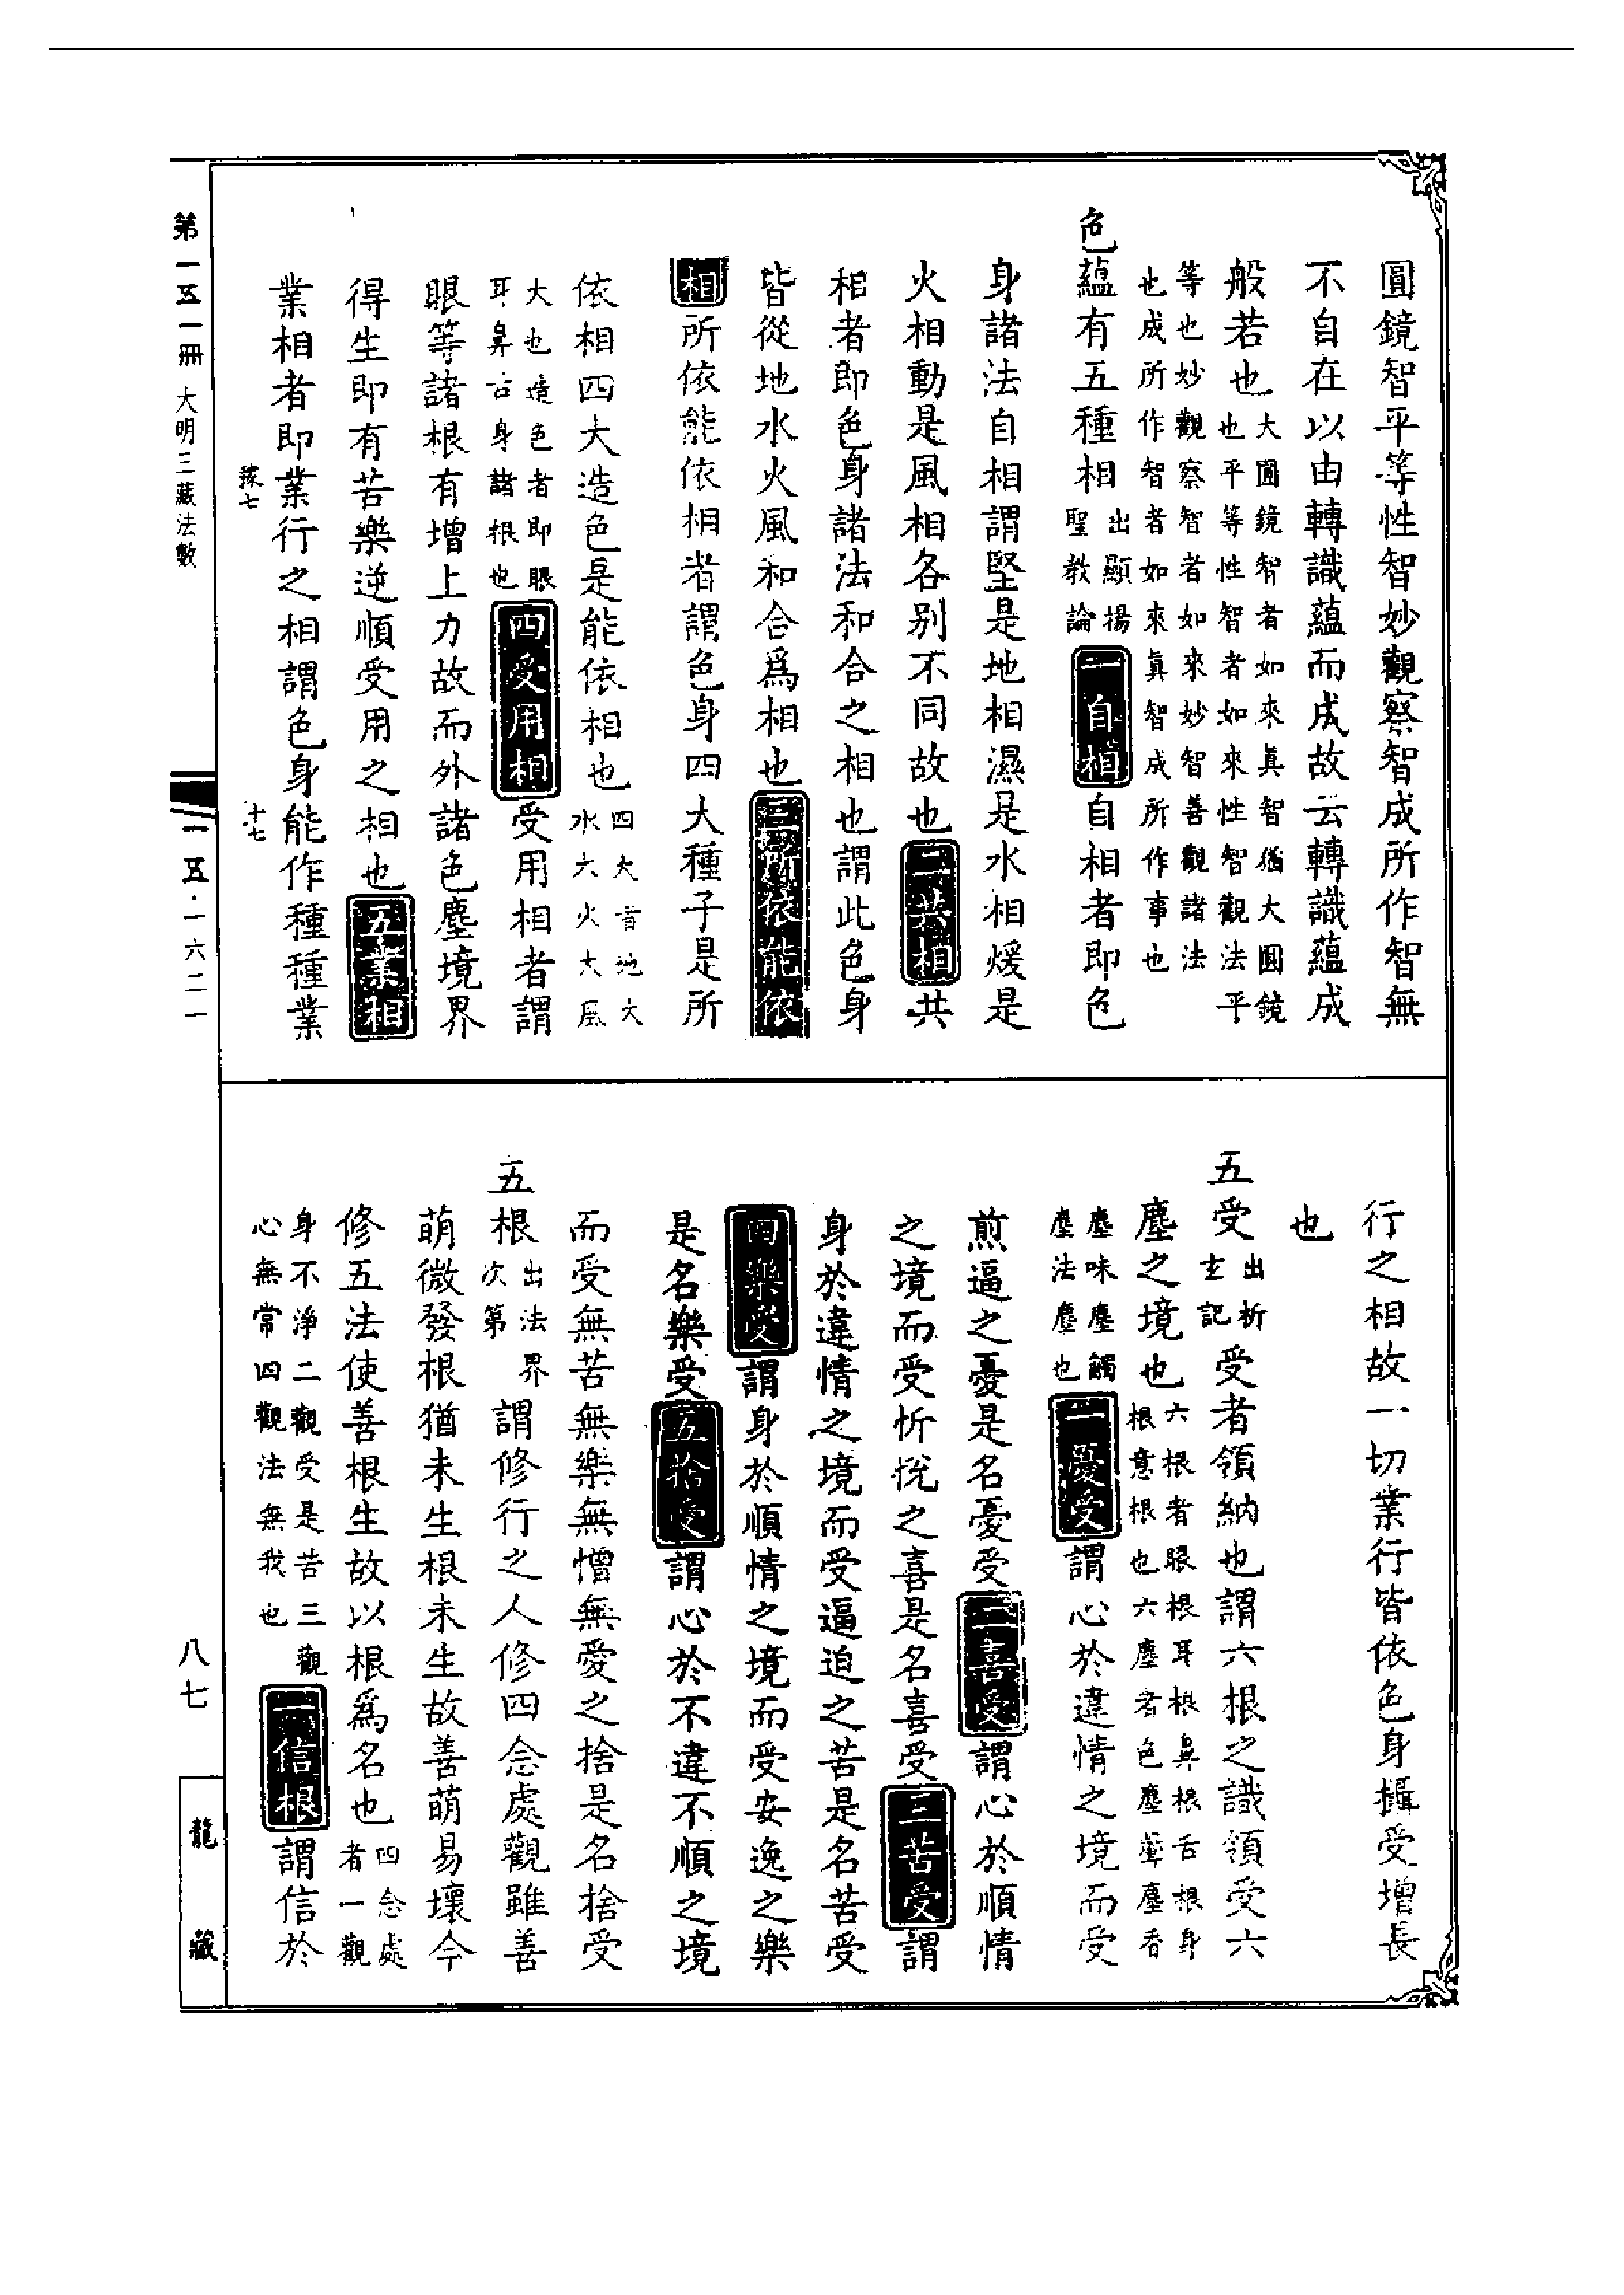 圓鏡智平等性智妙觀察智成所作智無
不自在以由轉識蘊而成故云轉識蘊成
般若也大圓鏡智者如來真智猶大圓鏡
也平等性智者如來性智觀法平
等也妙觀察智者如來妙智善觀諸法
也成所作智者如來真智成所作事也
色蘊有五種相出顯揚
聖教論一自相自相者即色
身諸法自相謂堅是地相濕是水相煖是
火相動是風相各別不同故也二共相共
相者即色身諸法和合之相也謂此色身
皆從地水火風和合爲相也三所依能依
相所依能依相者謂色身四大種子是所
依相四大造色是能依相也四大者地大
水大火大風
大也造色者即眼
耳鼻舌身諸根也四受用相受用相者謂
眼等諸根有增上力故而外諸色塵境界
得生即有苦樂逆順受用之相也五業相
業相者即業行之相謂色身能作種種業
行之相故一切業行皆依色身攝受增長
也
五受出析
玄記受者領納也謂六根之識領受六
塵之境也六根者眼根耳根鼻根舌根身
根意根也六塵者色塵聲塵香
塵味塵觸
塵法塵也一憂受謂心於違情之境而受
煎逼之憂是名憂受二喜受謂心於順情
之境而受忻悅之喜是名喜受三苦受謂
身於違情之境而受逼迫之苦是名苦受
四樂受謂身於順情之境而受安逸之樂
是名樂受五捨受謂心於不違不順之境
而受無苦無樂無憎無愛之捨是名捨受
五根出法界
次第謂修行之人修四念處觀雖善
萌微發根猶未生根未生故善萌易壞今
修五法使善根生故以根爲名也四念處
者一觀
身不淨二觀受是苦三觀
心無常四觀法無我也一信根謂信於
第一五一冊 大明三藏法數
祿七
十七
一五·一六二一
八七
龍藏